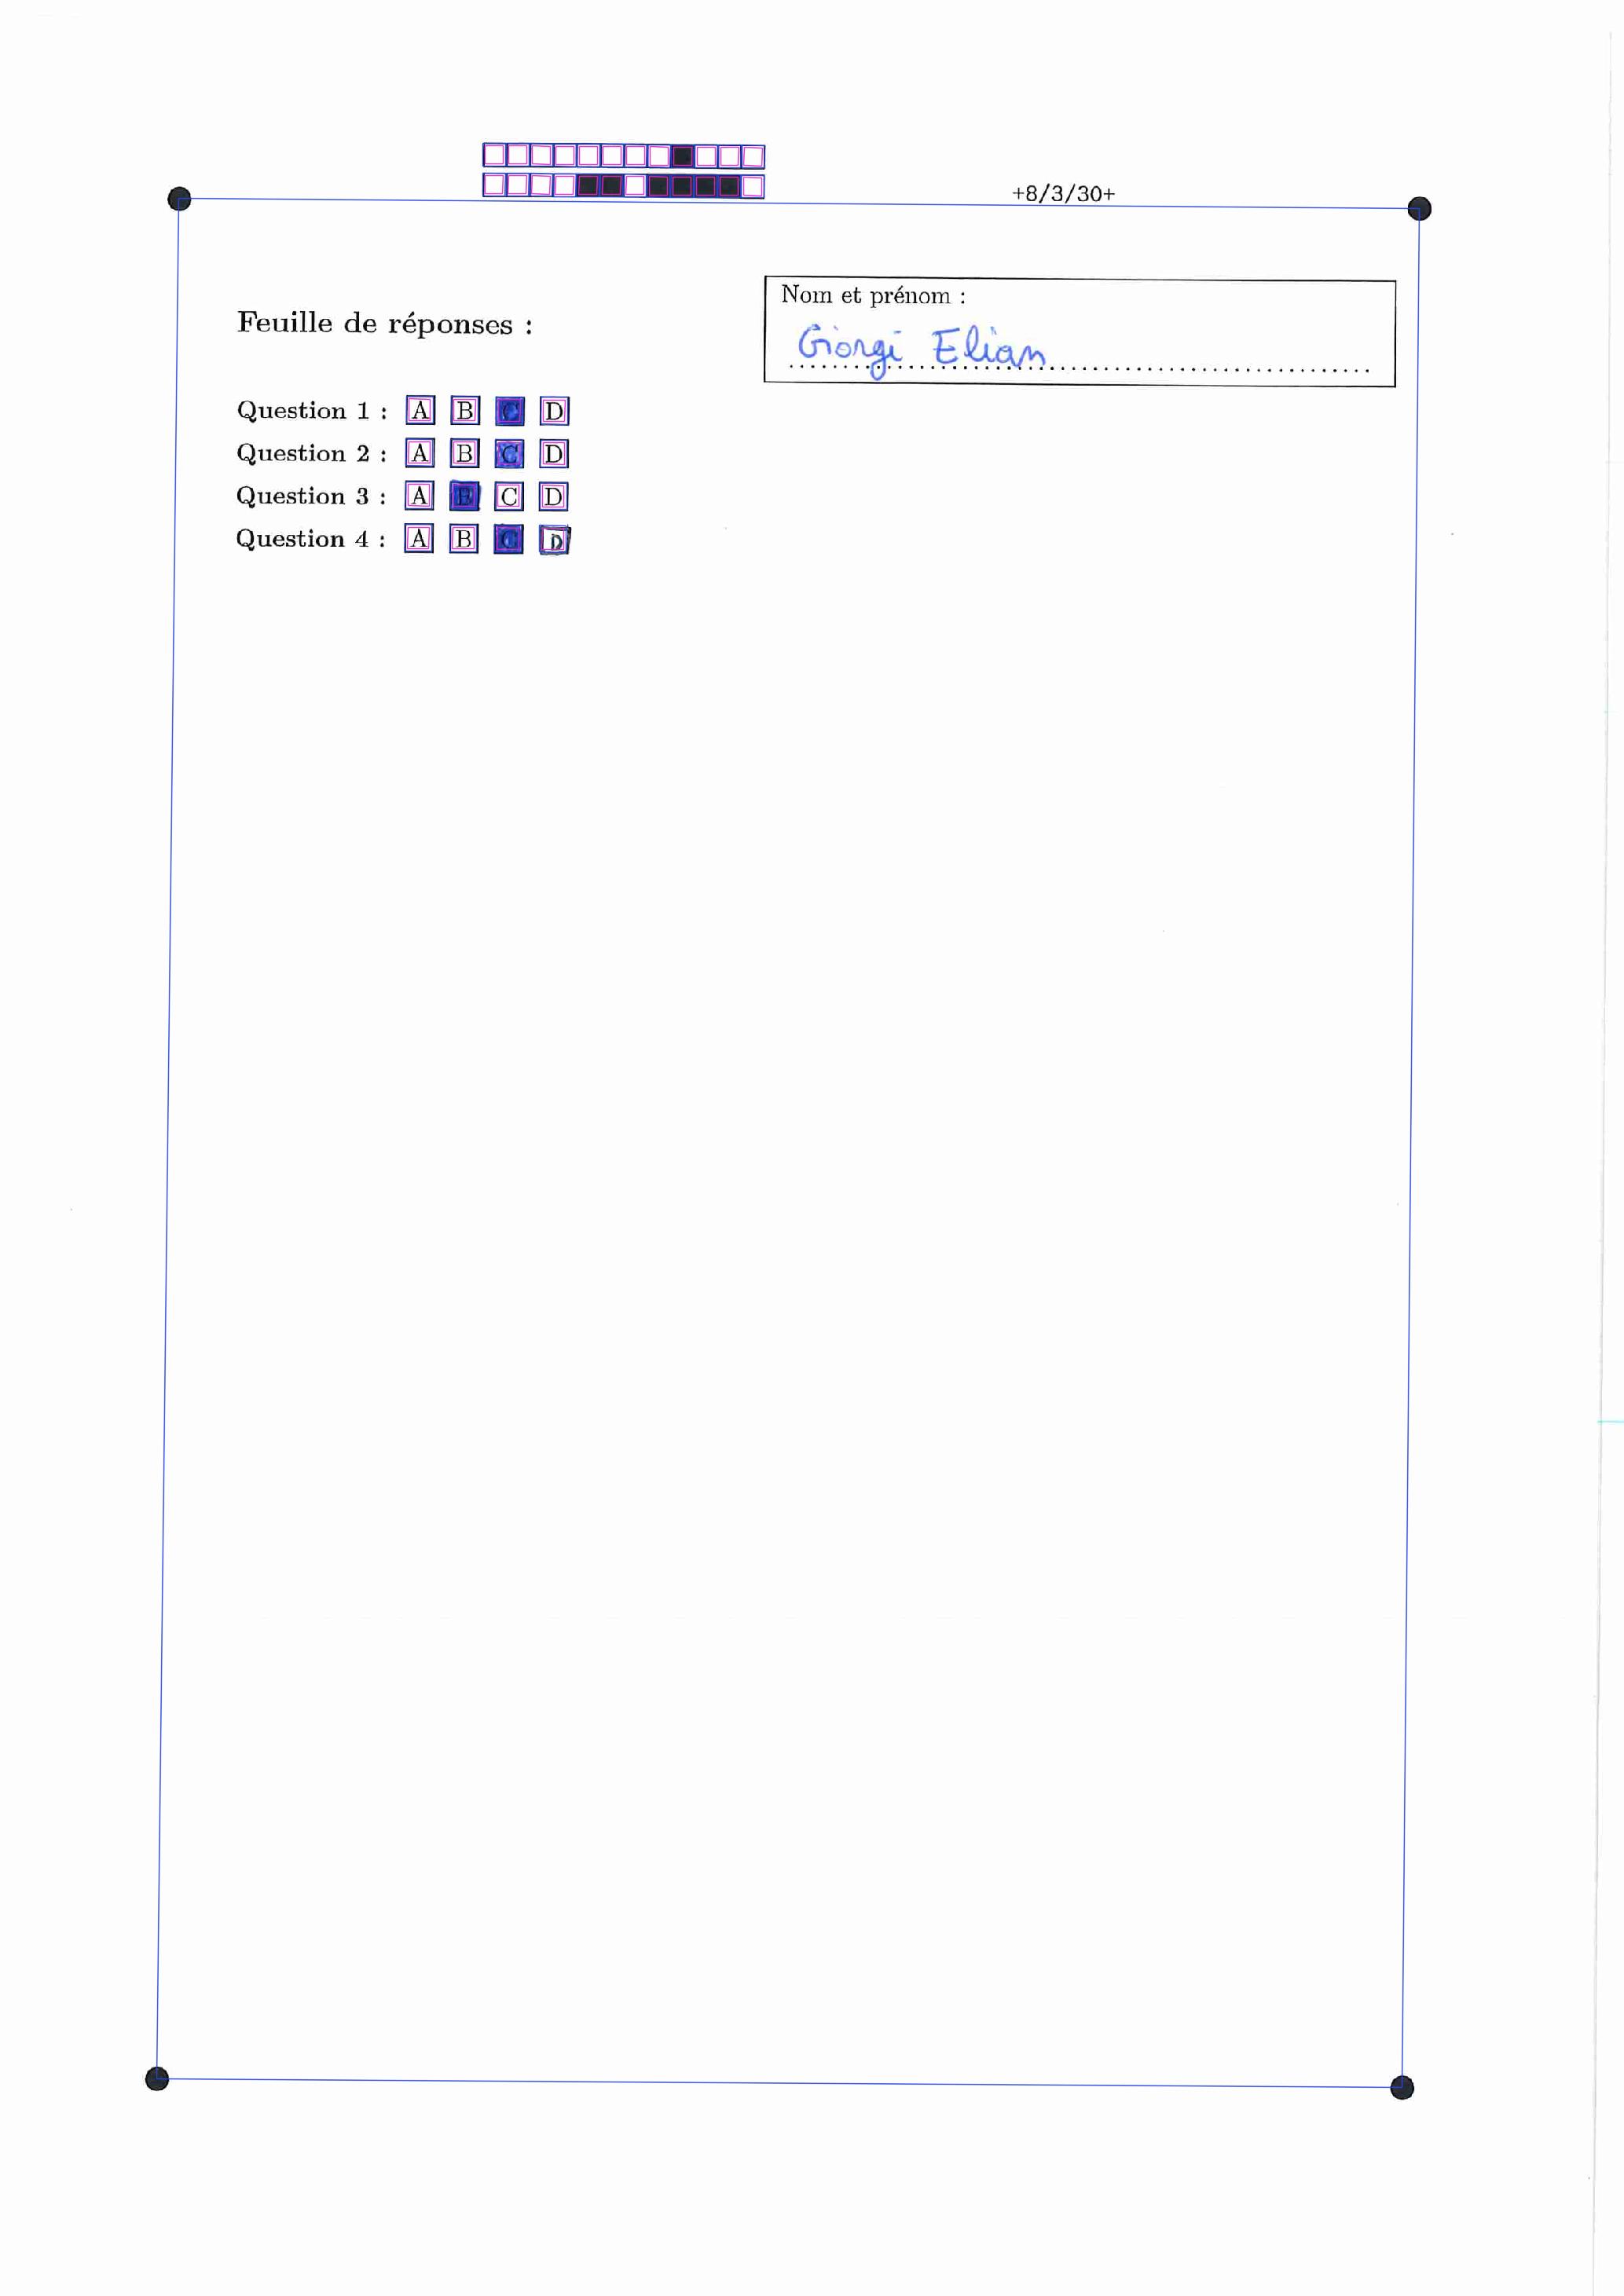 +8/3/30+
Nom et prénom :
Giorgi Elian
Feuille de réponses :
Question 1 : A B C D
Question 2 : A B C D
Question 3 : A B C D
Question 4 : A B C D